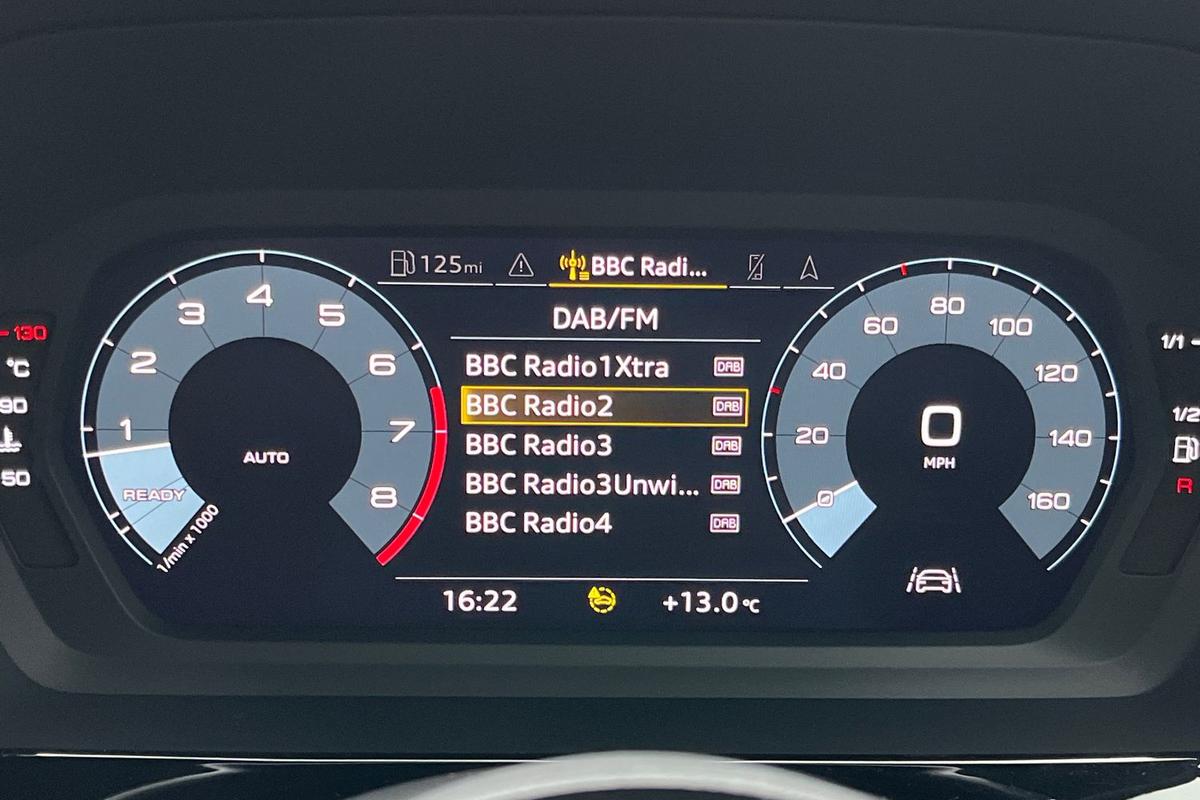 125mi
BBC Radi...
DAB/FM
BBC Radio1Xtra DAB
BBC Radio2 DAB
BBC Radio3 DAB
BBC Radio3Unwi... DAB
BBC Radio4 DAB
16:22
+13.0°C
1
2
3
4
5
6
7
8
READY
1/min x 1000
AUTO
0
20
40
60
80
100
120
140
160
0
MPH
130
°C
90
50
1/1
1/2
R